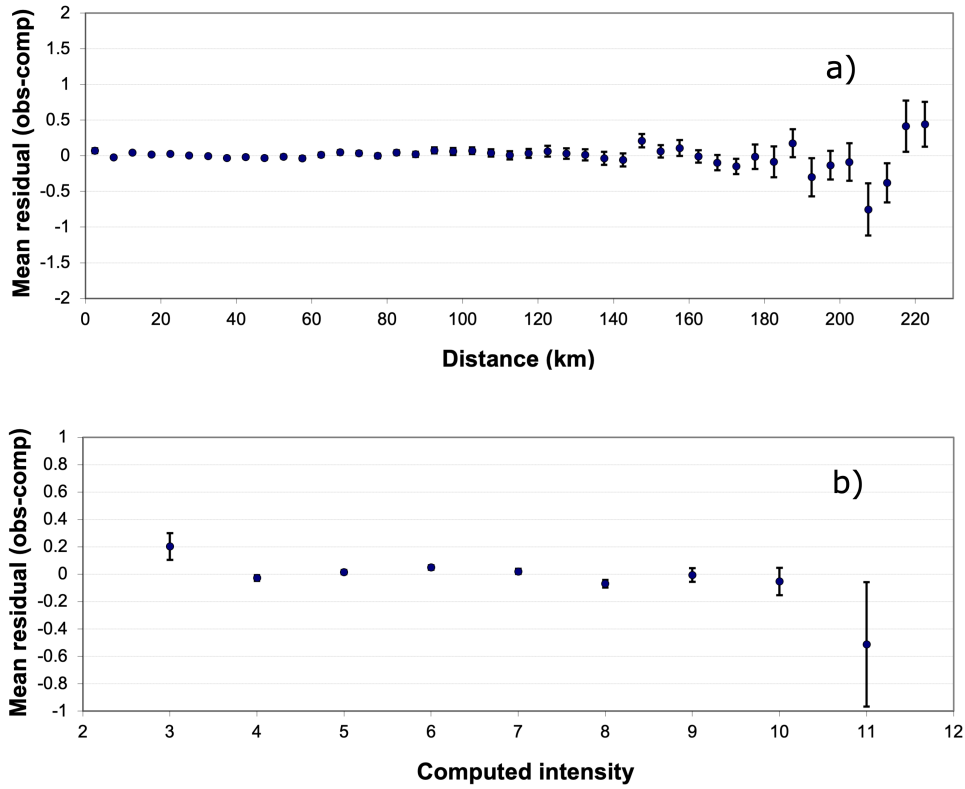 2
1.5
1
0.5
0
-0.5
-1
-1.5
-2
Mean residual (obs-comp)
a)
0 20 40 60 80 100 120 140 160 180 200 220
Distance (km)
1
0.8
0.6
0.4
0.2
0
-0.2
-0.4
-0.6
-0.8
-1
Mean residual (obs-comp)
b)
2 3 4 5 6 7 8 9 10 11 12
Computed intensity